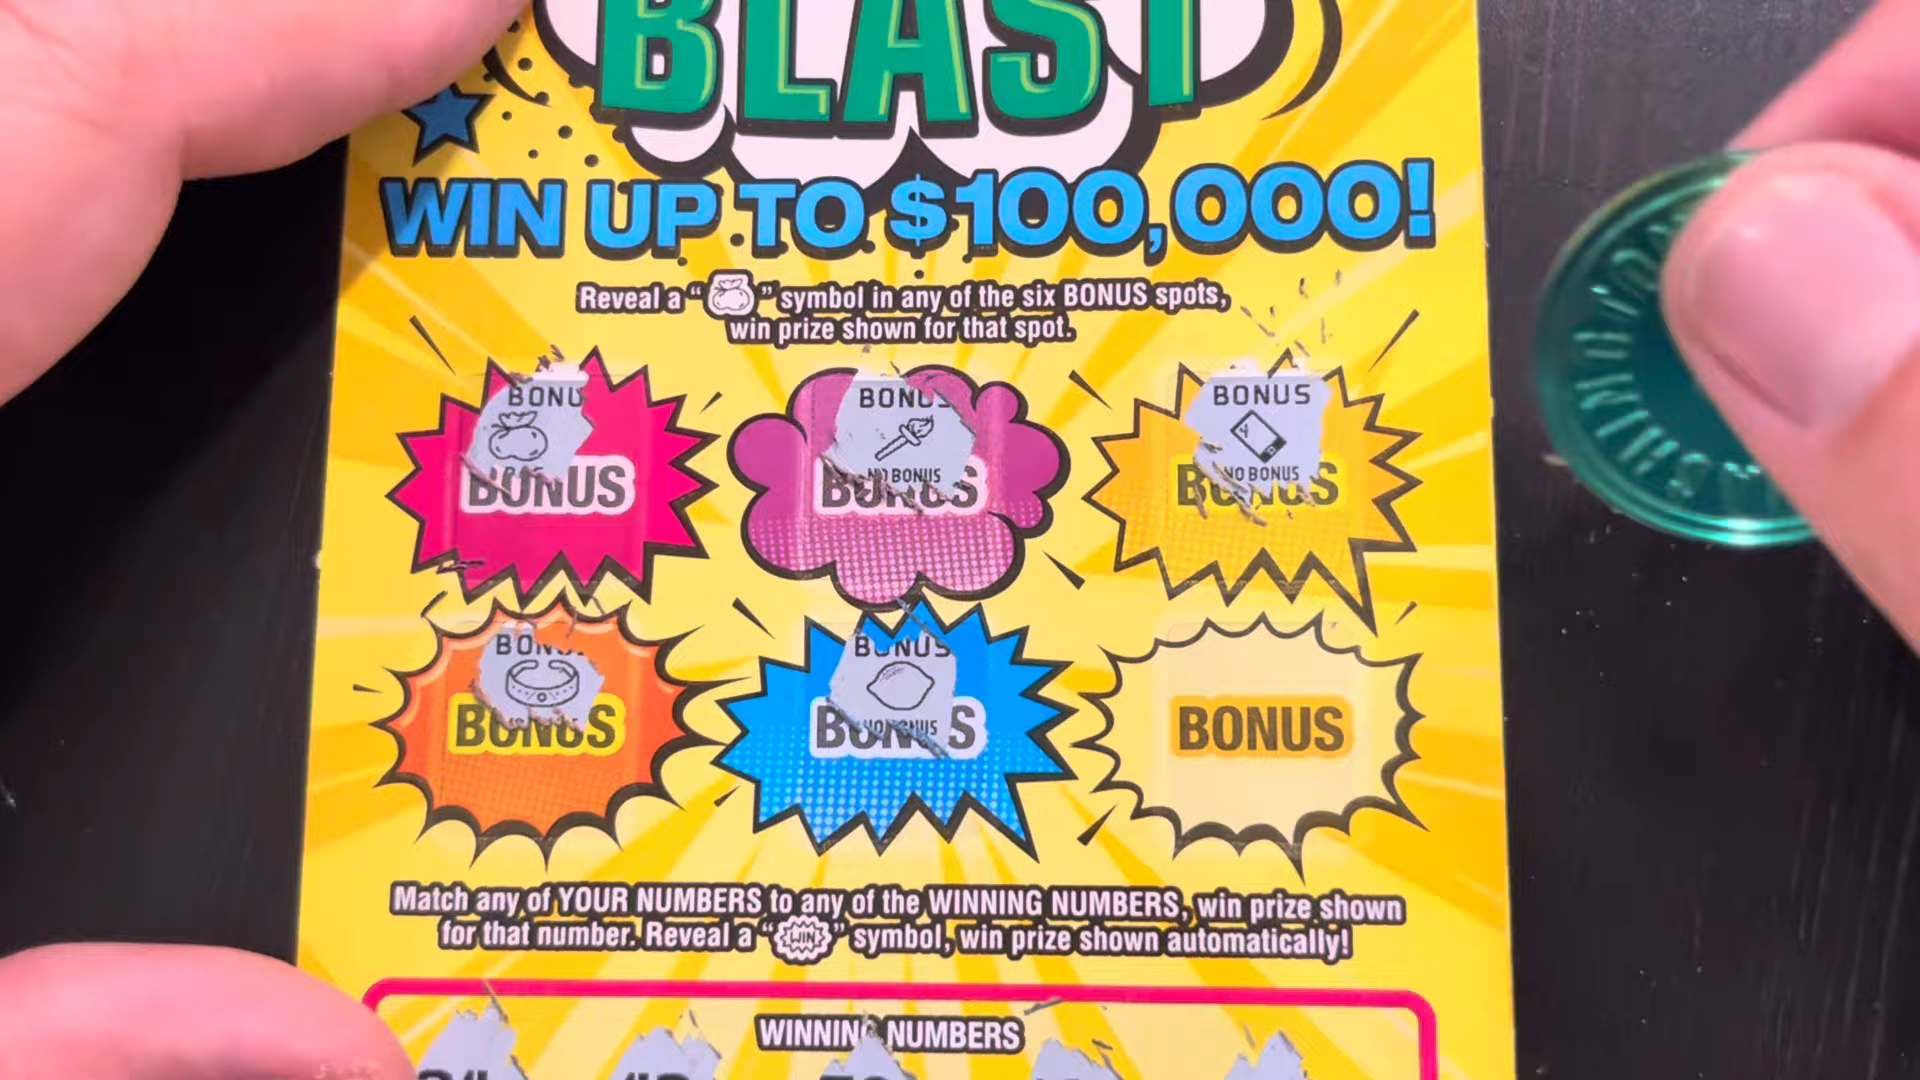 BLAST
WIN UP TO $100,000!
Reveal a " " symbol in any of the six BONUS spots,
win prize shown for that spot.
BONU
BONUS
BONUS
NO BONUS
BONUS
BONUS
NO BONUS
BONUS
BONUS
BONUS
NO BONUS
BONUS
BONUS
Match any of YOUR NUMBERS to any of the WINNING NUMBERS, win prize shown
for that number. Reveal a "WIN" symbol, win prize shown automatically!
WINNING NUMBERS